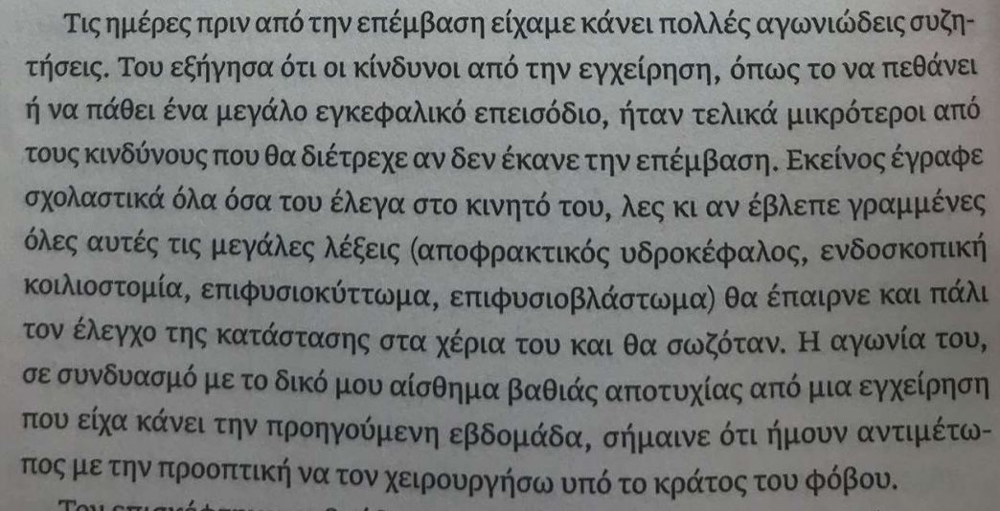 Τις ημέρες πριν από την επέμβαση είχαμε κάνει πολλές αγωνιώδεις συζη-
τήσεις. Του εξήγησα ότι οι κίνδυνοι από την εγχείρηση, όπως το να πεθάνει
ή να πάθει ένα μεγάλο εγκεφαλικό επεισόδιο, ήταν τελικά μικρότεροι από
τους κινδύνους που θα διέτρεχε αν δεν έκανε την επέμβαση. Εκείνος έγραφε
σχολαστικά όλα όσα του έλεγα στο κινητό του, λες κι αν έβλεπε γραμμένες
όλες αυτές τις μεγάλες λέξεις (αποφρακτικός υδροκέφαλος, ενδοσκοπική
κοιλιοστομία, επιφυσιοκύττωμα, επιφυσιοβλάστωμα) θα έπαιρνε και πάλι
τον έλεγχο της κατάστασης στα χέρια του και θα σωζόταν. Η αγωνία του,
σε συνδυασμό με το δικό μου αίσθημα βαθιάς αποτυχίας από μια εγχείρηση
που είχα κάνει την προηγούμενη εβδομάδα, σήμαινε ότι ήμουν αντιμέτω-
πος με την προοπτική να τον χειρουργήσω υπό το κράτος του φόβου.